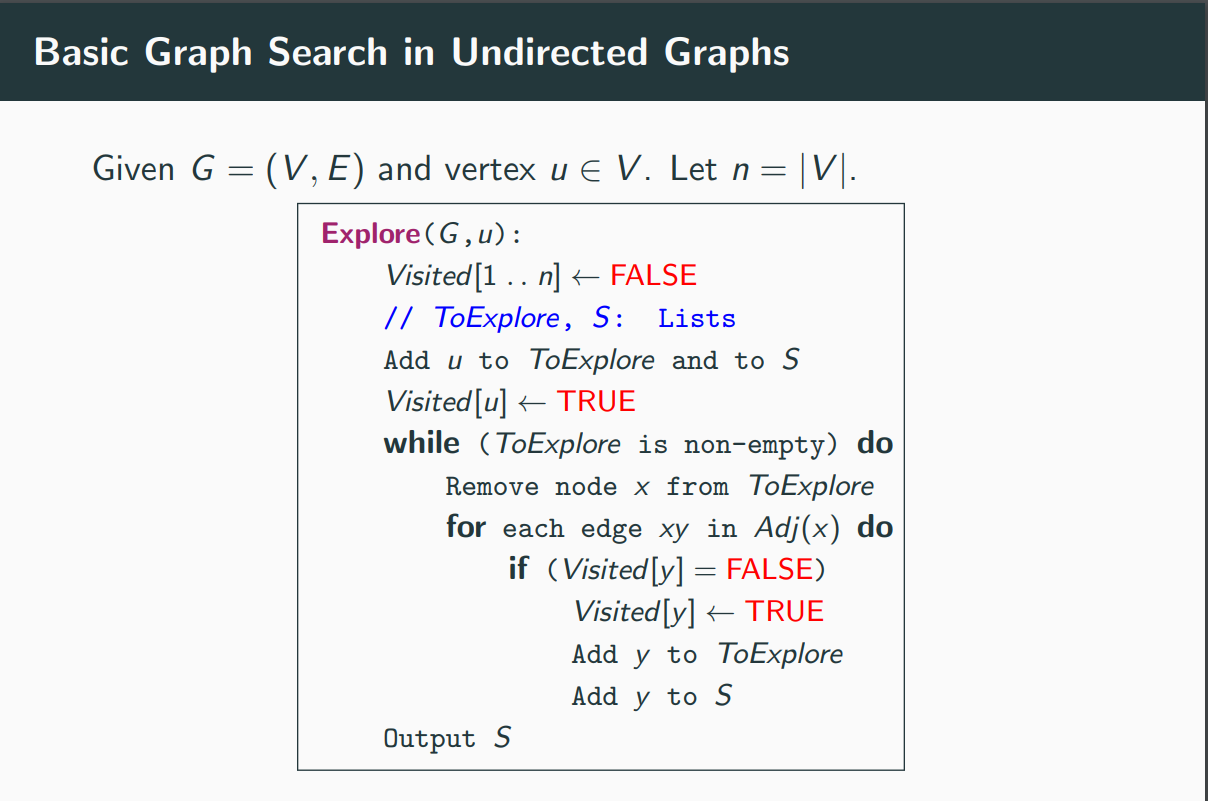 Basic Graph Search in Undirected Graphs
Given G = (V, E) and vertex u ∈ V. Let n = |V|.
Explore(G,u):
Visited[1 .. n] ← FALSE
// ToExplore, S: Lists
Add u to ToExplore and to S
Visited[u] ← TRUE
while (ToExplore is non-empty) do
Remove node x from ToExplore
for each edge xy in Adj(x) do
if (Visited[y] = FALSE)
Visited[y] ← TRUE
Add y to ToExplore
Add y to S
Output S